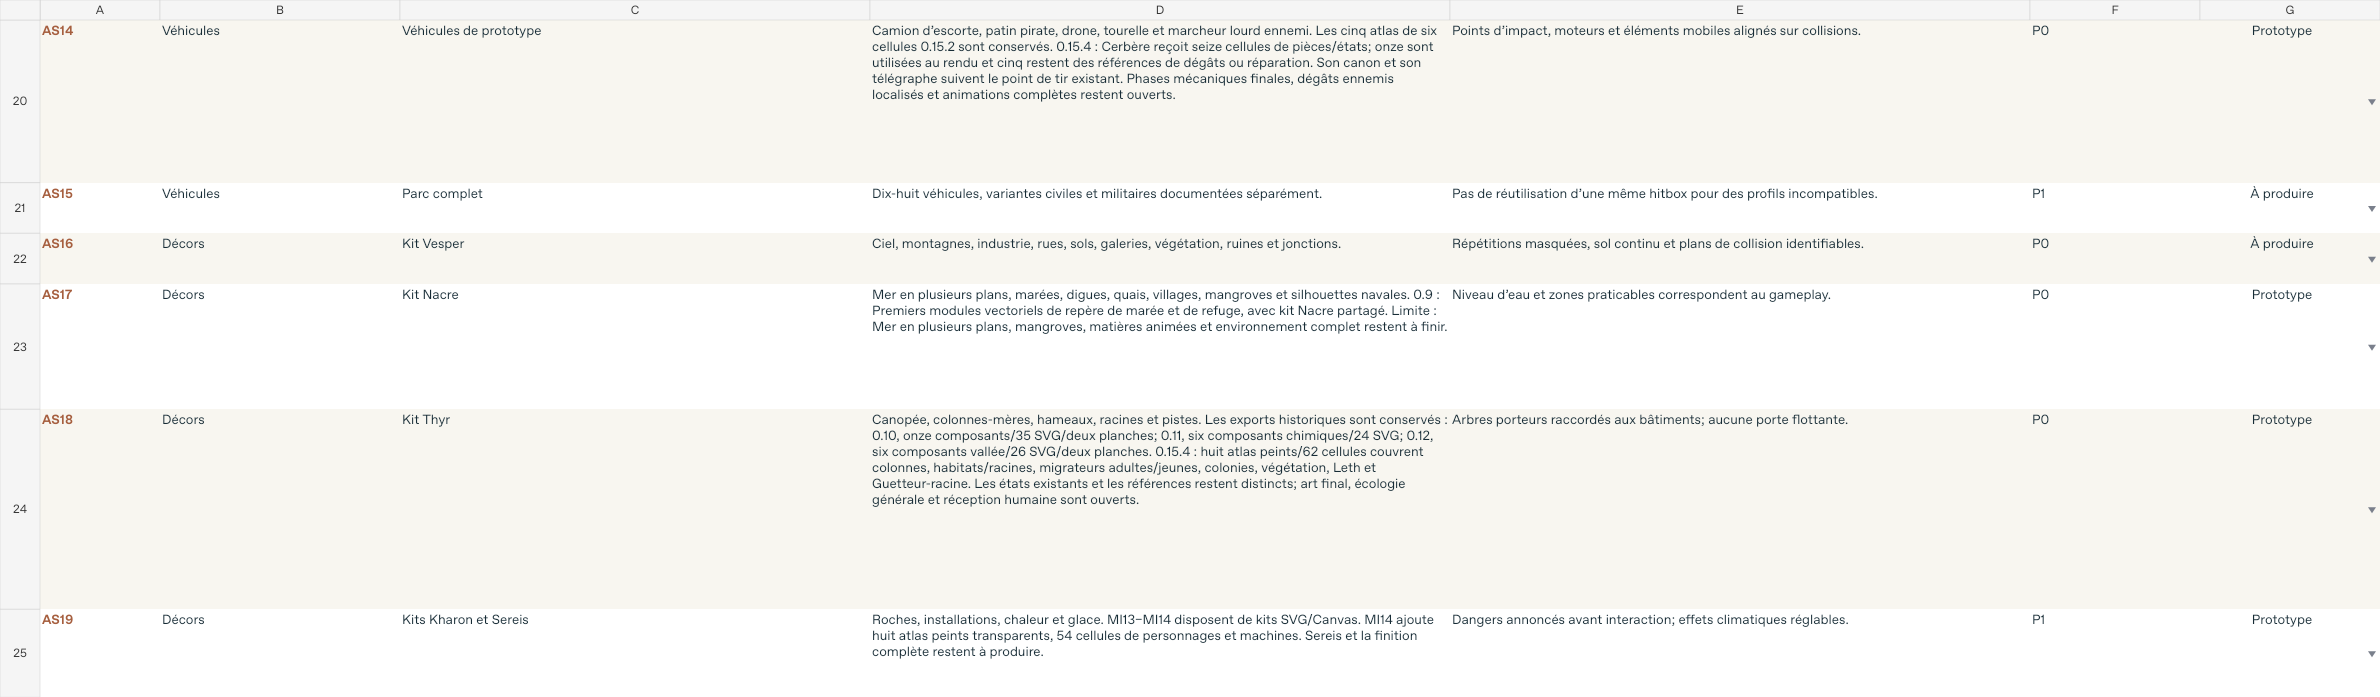 A B C D E F G
20
AS14 Véhicules Véhicules de prototype Camion d’escorte, patin pirate, drone, tourelle et marcheur lourd ennemi. Les cinq atlas de six Points d’impact, moteurs et éléments mobiles alignés sur collisions. P0 Prototype
cellules 0.15.2 sont conservés. 0.15.4 : Cerbère reçoit seize cellules de pièces/états; onze sont
utilisées au rendu et cinq restent des références de dégâts ou réparation. Son canon et son
télégraphe suivent le point de tir existant. Phases mécaniques finales, dégâts ennemis
localisés et animations complètes restent ouverts.
21
AS15 Véhicules Parc complet Dix-huit véhicules, variantes civiles et militaires documentées séparément. Pas de réutilisation d’une même hitbox pour des profils incompatibles. P1 À produire
22
AS16 Décors Kit Vesper Ciel, montagnes, industrie, rues, sols, galeries, végétation, ruines et jonctions. Répétitions masquées, sol continu et plans de collision identifiables. P0 À produire
23
AS17 Décors Kit Nacre Mer en plusieurs plans, marées, digues, quais, villages, mangroves et silhouettes navales. 0.9 : Niveau d’eau et zones praticables correspondent au gameplay. P0 Prototype
Premiers modules vectoriels de repère de marée et de refuge, avec kit Nacre partagé. Limite :
Mer en plusieurs plans, mangroves, matières animées et environnement complet restent à finir.
24
AS18 Décors Kit Thyr Canopée, colonnes-mères, hameaux, racines et pistes. Les exports historiques sont conservés : Arbres porteurs raccordés aux bâtiments; aucune porte flottante. P0 Prototype
0.10, onze composants/35 SVG/deux planches; 0.11, six composants chimiques/24 SVG; 0.12,
six composants vallée/26 SVG/deux planches. 0.15.4 : huit atlas peints/62 cellules couvrent
colonnes, habitats/racines, migrateurs adultes/jeunes, colonies, végétation, Leth et
Guetteur-racine. Les états existants et les références restent distincts; art final, écologie
générale et réception humaine sont ouverts.
25
AS19 Décors Kits Kharon et Sereis Roches, installations, chaleur et glace. MI13–MI14 disposent de kits SVG/Canvas. MI14 ajoute Dangers annoncés avant interaction; effets climatiques réglables. P1 Prototype
huit atlas peints transparents, 54 cellules de personnages et machines. Sereis et la finition
complète restent à produire.